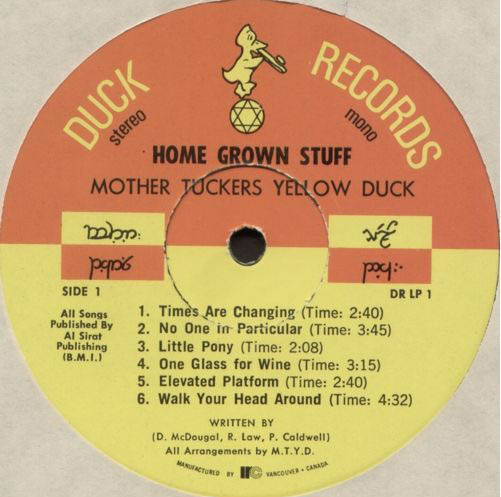 DUCK RECORDS
stereo
mono
HOME GROWN STUFF
MOTHER TUCKERS YELLOW DUCK
SIDE 1
DR LP 1
All Songs
Published By
Al Sirat
Publishing
(B.M.I.)
1. Times Are Changing (Time: 2:40)
2. No One in Particular (Time: 3:45)
3. Little Pony (Time: 2:08)
4. One Glass for Wine (Time: 3:15)
5. Elevated Platform (Time: 2:40)
6. Walk Your Head Around (Time: 4:32)
WRITTEN BY
(D. McDougal, R. Law, P. Caldwell)
All Arrangements by M.T.Y.D.
MANUFACTURED BY VANCOUVER • CANADA